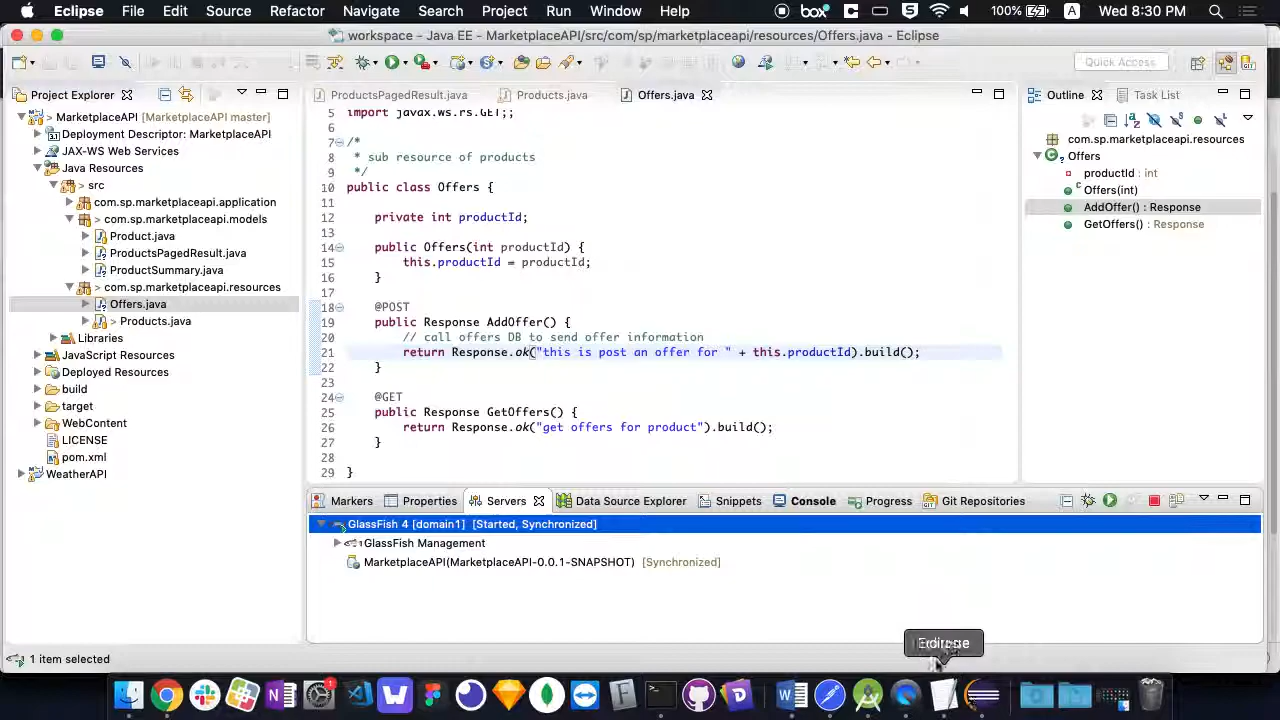 Eclipse File Edit Source Refactor Navigate Search Project Run Window Help box 5 100% A Wed 8:30 PM
workspace – Java EE – MarketplaceAPI/src/com/sp/marketplaceapi/resources/Offers.java – Eclipse
Quick Access
Project Explorer
> MarketplaceAPI [MarketplaceAPI master]
Deployment Descriptor: MarketplaceAPI
JAX-WS Web Services
Java Resources
> src
com.sp.marketplaceapi.application
> com.sp.marketplaceapi.models
Product.java
ProductsPagedResult.java
ProductSummary.java
> com.sp.marketplaceapi.resources
Offers.java
> Products.java
Libraries
JavaScript Resources
Deployed Resources
build
target
WebContent
LICENSE
pom.xml
WeatherAPI
ProductsPagedResult.java Products.java Offers.java
5 import javax.ws.rs.GET;;
6
7 /*
8 * sub resource of products
9 */
10 public class Offers {
11
12 private int productId;
13
14 public Offers(int productId) {
15 this.productId = productId;
16 }
17
18 @POST
19 public Response AddOffer() {
20 // call offers DB to send offer information
21 return Response.ok("this is post an offer for " + this.productId).build();
22 }
23
24 @GET
25 public Response GetOffers() {
26 return Response.ok("get offers for product").build();
27 }
28
29 }
Outline Task List
com.sp.marketplaceapi.resources
Offers
productId : int
Offers(int)
AddOffer() : Response
GetOffers() : Response
Markers Properties Servers Data Source Explorer Snippets Console Progress Git Repositories
GlassFish 4 [domain1] [Started, Synchronized]
GlassFish Management
MarketplaceAPI(MarketplaceAPI-0.0.1-SNAPSHOT) [Synchronized]
1 item selected